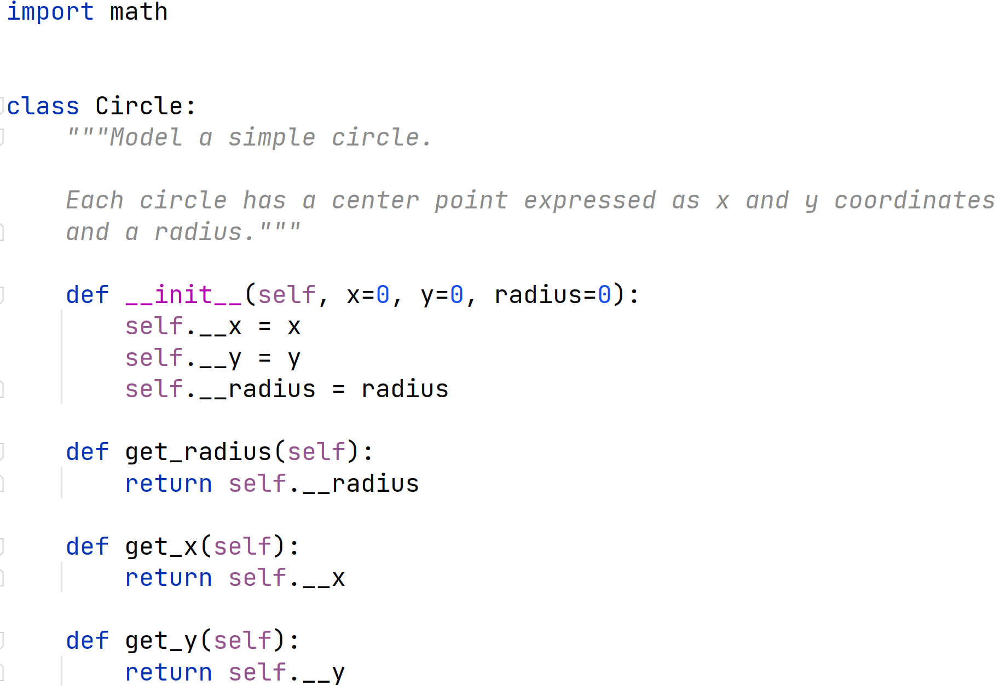 import math
class Circle:
    """Model a simple circle.
    Each circle has a center point expressed as x and y coordinates
    and a radius."""
    def __init__(self, x=0, y=0, radius=0):
        self.__x = x
        self.__y = y
        self.__radius = radius
    def get_radius(self):
        return self.__radius
    def get_x(self):
        return self.__x
    def get_y(self):
        return self.__y